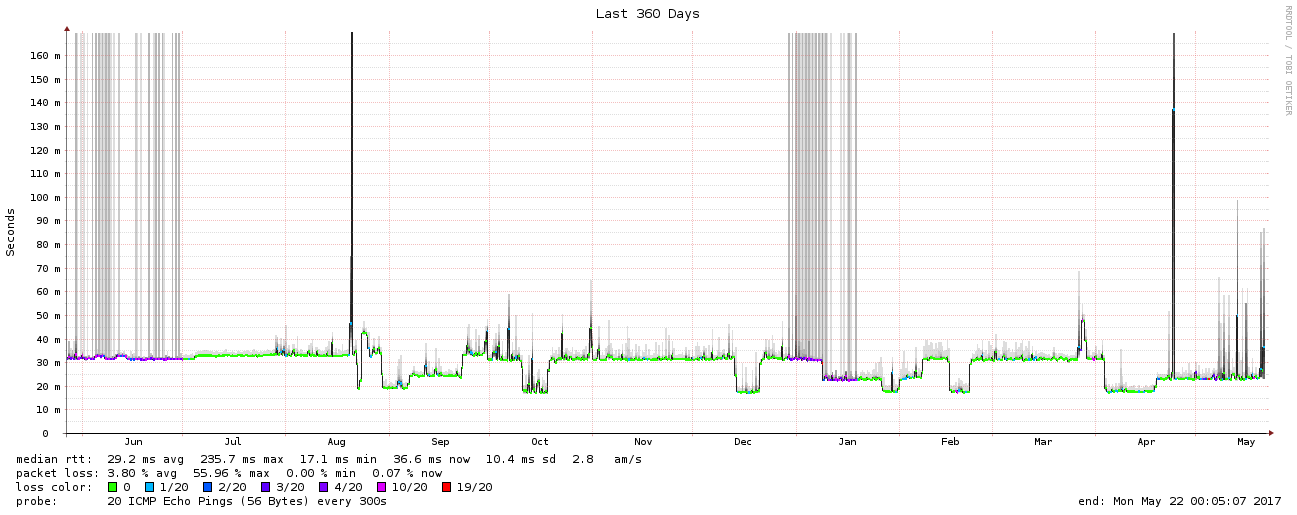 Last 360 Days
RRDTOOL / TOBI OETIKER
Seconds
160 m
150 m
140 m
130 m
120 m
110 m
100 m
90 m
80 m
70 m
60 m
50 m
40 m
30 m
20 m
10 m
0
Jun Jul Aug Sep Oct Nov Dec Jan Feb Mar Apr May
median rtt: 29.2 ms avg 235.7 ms max 17.1 ms min 36.6 ms now 10.4 ms sd 2.8 am/s
packet loss: 3.80 % avg 55.96 % max 0.00 % min 0.07 % now
loss color: 0 1/20 2/20 3/20 4/20 10/20 19/20
probe: 20 ICMP Echo Pings (56 Bytes) every 300s end: Mon May 22 00:05:07 2017